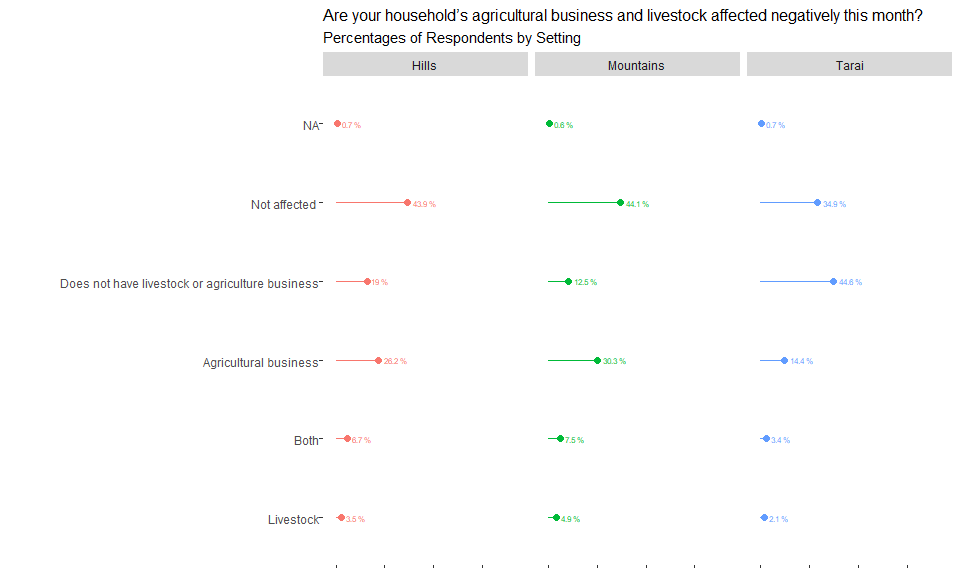 Are your household’s agricultural business and livestock affected negatively this month?
Percentages of Respondents by Setting
Hills Mountains Tarai
NA 0.7 % 0.6 % 0.7 %
Not affected 43.9 % 44.1 % 34.9 %
Does not have livestock or agriculture business 19 % 12.5 % 44.6 %
Agricultural business 26.2 % 30.3 % 14.4 %
Both 6.7 % 7.5 % 3.4 %
Livestock 3.5 % 4.9 % 2.1 %